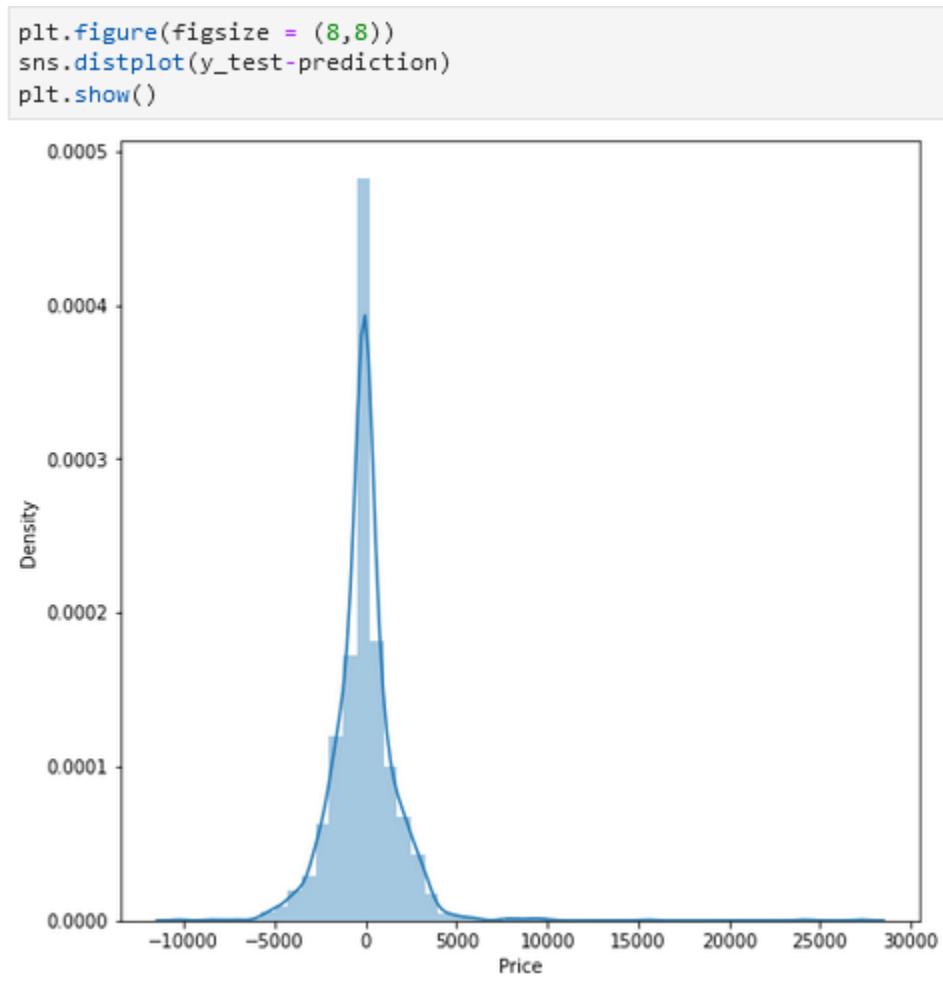 plt.figure(figsize = (8,8))
sns.distplot(y_test-prediction)
plt.show()
0.0005
0.0004
0.0003
0.0002
0.0001
0.0000
Density
−10000 −5000 0 5000 10000 15000 20000 25000 30000
Price